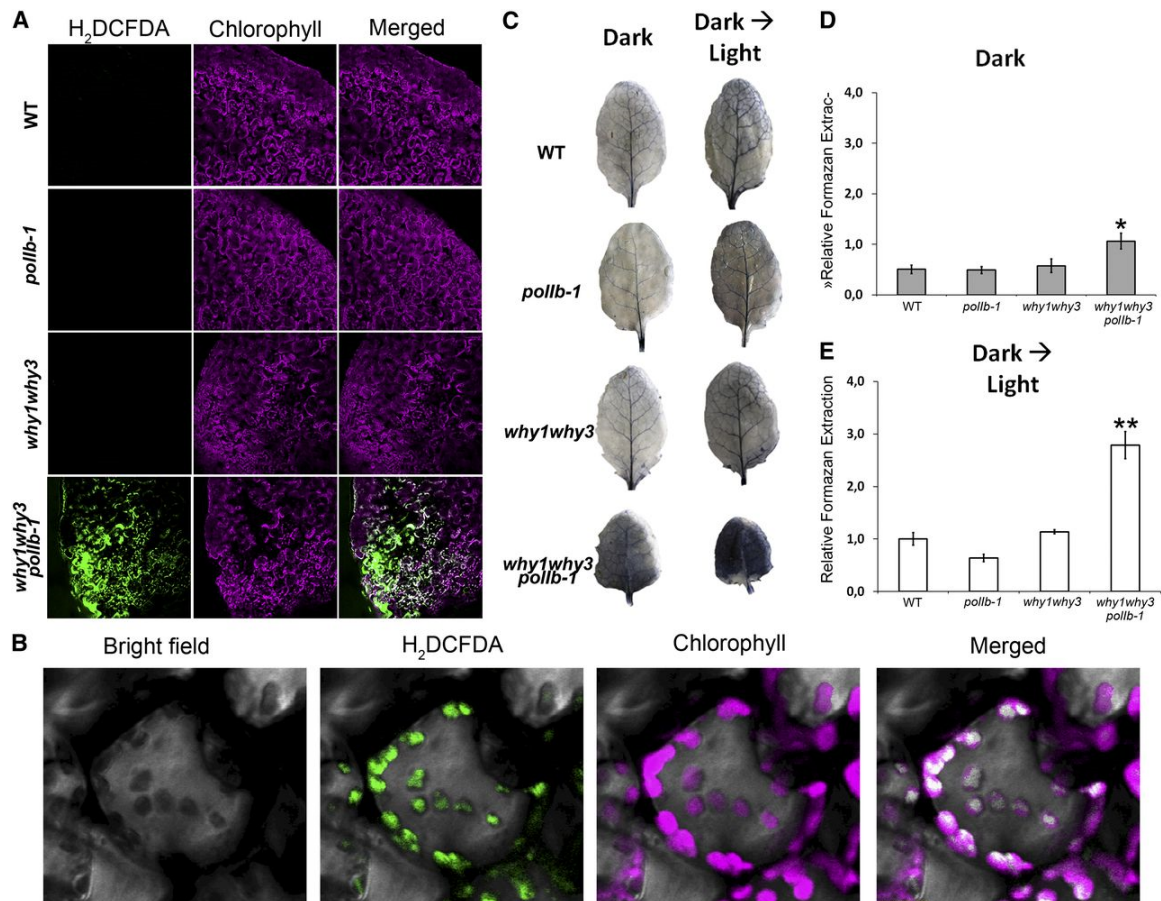 A
H2DCFDA
Chlorophyll
Merged
WT
polIb-1
why1why3
why1why3
polIb-1
C
Dark
Dark →
Light
WT
polIb-1
why1why3
why1why3
polIb-1
D
Dark
»Relative Formazan Extrac-
4,0
3,0
2,0
1,0
0,0
*
WT
polIb-1
why1why3
why1why3
polIb-1
E
Dark →
Light
Relative Formazan Extraction
4,0
3,0
2,0
1,0
0,0
**
WT
polIb-1
why1why3
why1why3
polIb-1
B
Bright field
H2DCFDA
Chlorophyll
Merged